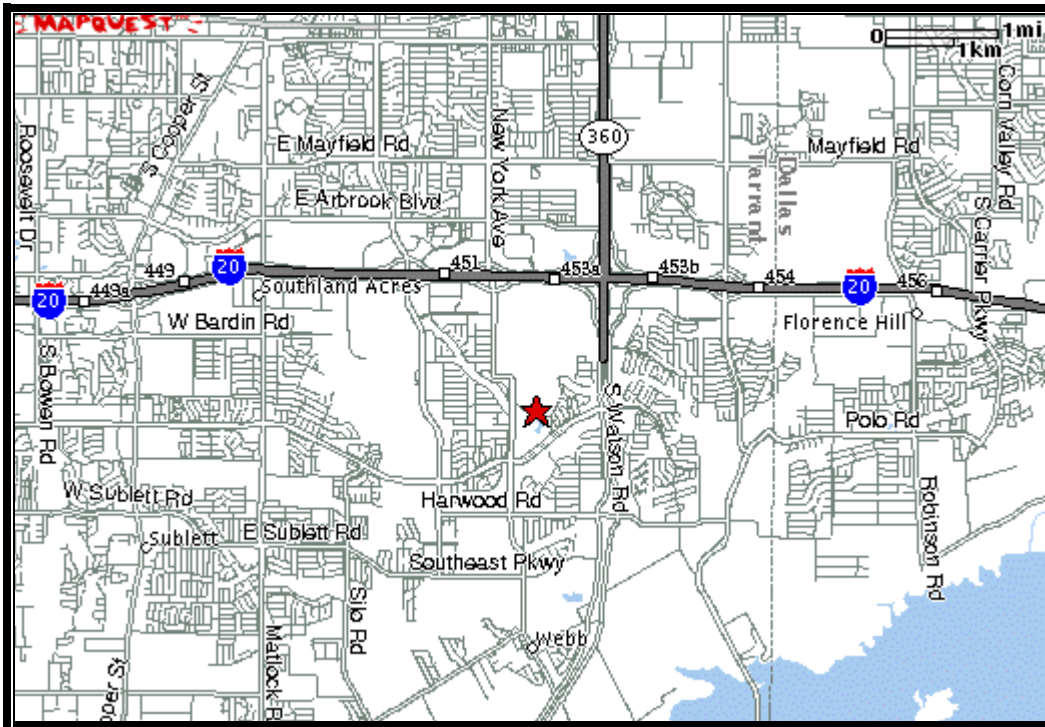 MAPQUEST
0 1mi
1km
S Cooper St
Roosevelt Dr
E Mayfield Rd
New York Ave
360
Mayfield Rd
Corn Valley Rd
Dallas
Tarrant
E Arbrook Blvd
S Carrier Pkwy
449
20
451
453a
453b
454
20
456
20
449a
Southland Acres
W Bardin Rd
Florence Hill
S Bowen Rd
S Watson Rd
Polo Rd
W Sublett Rd
Harwood Rd
Robinson Rd
Sublett
E Sublett Rd
Southeast Pkwy
Silo Rd
Webb
Matlock R
oper St